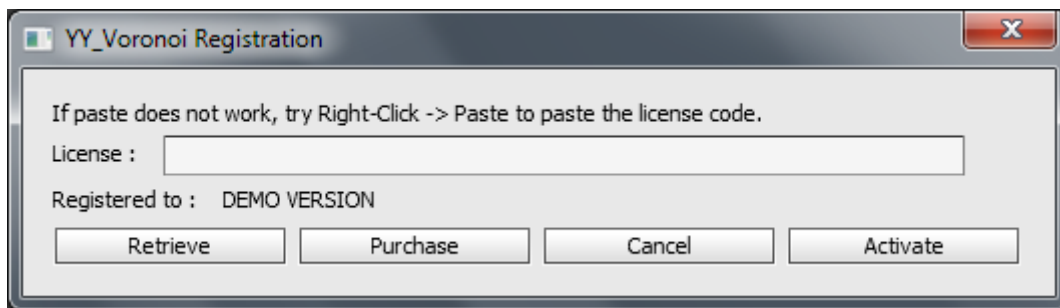 YY_Voronoi Registration
If paste does not work, try Right-Click -> Paste to paste the license code.
License :
Registered to : DEMO VERSION
Retrieve Purchase Cancel Activate